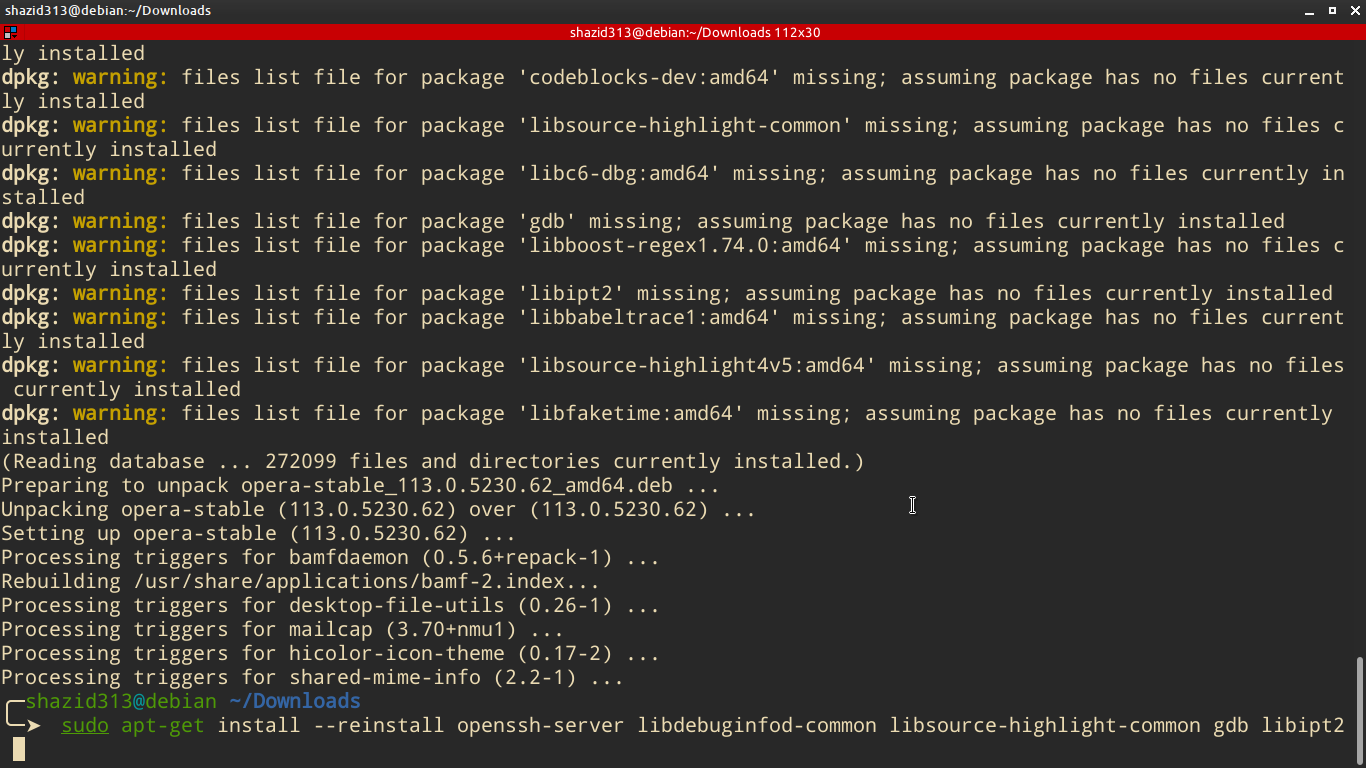 shazid313@debian:~/Downloads
shazid313@debian:~/Downloads 112x30
ly installed
dpkg: warning: files list file for package 'codeblocks-dev:amd64' missing; assuming package has no files current
ly installed
dpkg: warning: files list file for package 'libsource-highlight-common' missing; assuming package has no files c
urrently installed
dpkg: warning: files list file for package 'libc6-dbg:amd64' missing; assuming package has no files currently in
stalled
dpkg: warning: files list file for package 'gdb' missing; assuming package has no files currently installed
dpkg: warning: files list file for package 'libboost-regex1.74.0:amd64' missing; assuming package has no files c
urrently installed
dpkg: warning: files list file for package 'libipt2' missing; assuming package has no files currently installed
dpkg: warning: files list file for package 'libbabeltrace1:amd64' missing; assuming package has no files current
ly installed
dpkg: warning: files list file for package 'libsource-highlight4v5:amd64' missing; assuming package has no files
 currently installed
dpkg: warning: files list file for package 'libfaketime:amd64' missing; assuming package has no files currently
installed
(Reading database ... 272099 files and directories currently installed.)
Preparing to unpack opera-stable_113.0.5230.62_amd64.deb ...
Unpacking opera-stable (113.0.5230.62) over (113.0.5230.62) ...
Setting up opera-stable (113.0.5230.62) ...
Processing triggers for bamfdaemon (0.5.6+repack-1) ...
Rebuilding /usr/share/applications/bamf-2.index...
Processing triggers for desktop-file-utils (0.26-1) ...
Processing triggers for mailcap (3.70+nmu1) ...
Processing triggers for hicolor-icon-theme (0.17-2) ...
Processing triggers for shared-mime-info (2.2-1) ...
shazid313@debian ~/Downloads
sudo apt-get install --reinstall openssh-server libdebuginfod-common libsource-highlight-common gdb libipt2